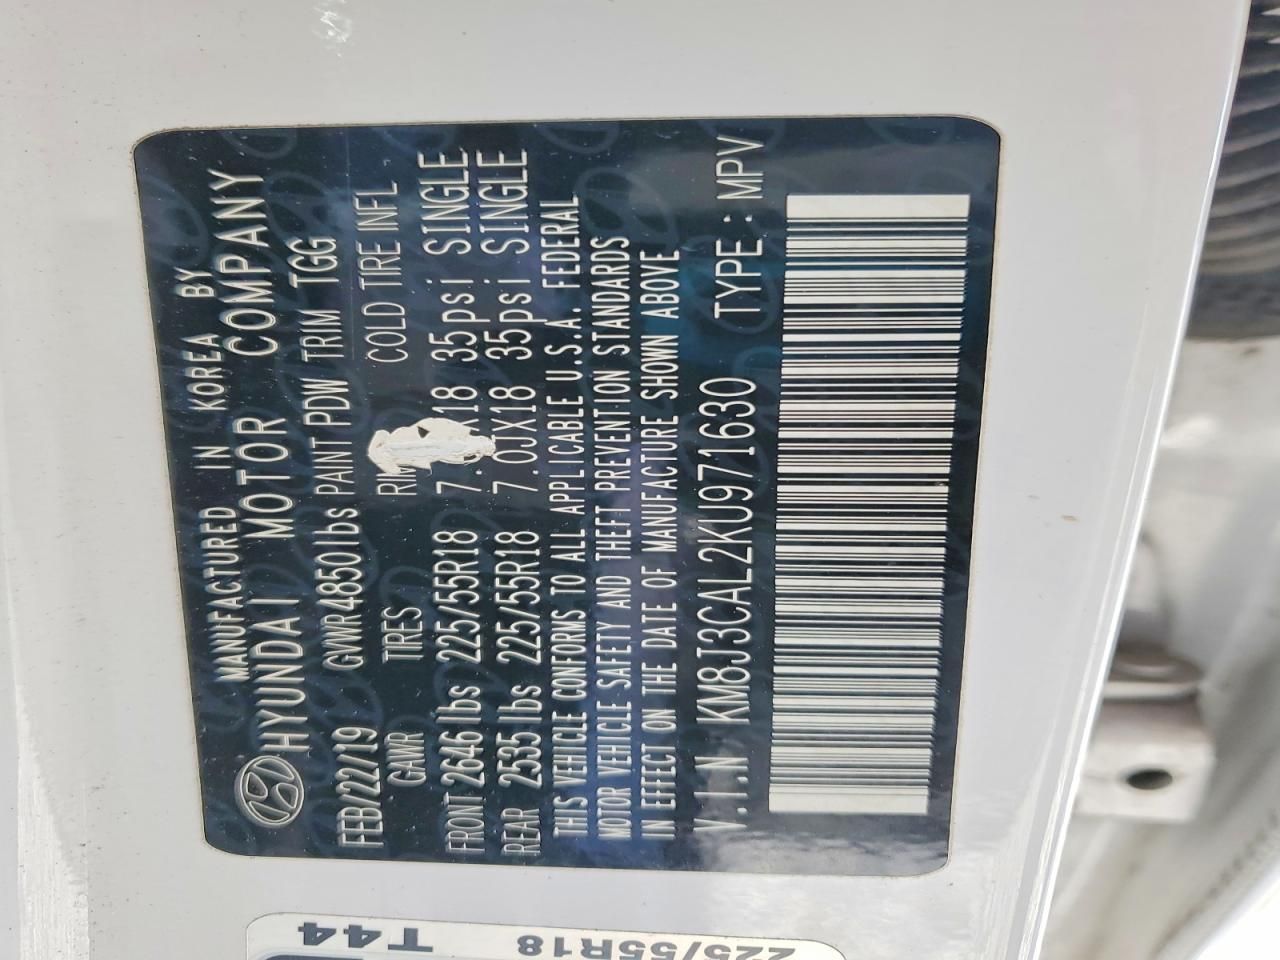 MANUFACTURED IN KOREA BY
HYUNDAI MOTOR COMPANY
FEB/22/19 GVWR 4850lbs PAINT PDW TRIM TGG
GAWR TIRES COLD TIRE INFL
FRONT 2646 lbs 225/55R18 35psi SINGLE
REAR 2535 lbs 225/55R18 7.0JX18 35psi SINGLE
THIS VEHICLE CONFORMS TO ALL APPLICABLE U.S.A. FEDERAL
MOTOR VEHICLE SAFETY AND THEFT PREVENTION STANDARDS
IN EFFECT ON THE DATE OF MANUFACTURE SHOWN ABOVE
V.I.N KM8J3CAL2KU971630 TYPE : MPV
T44
225/55R18